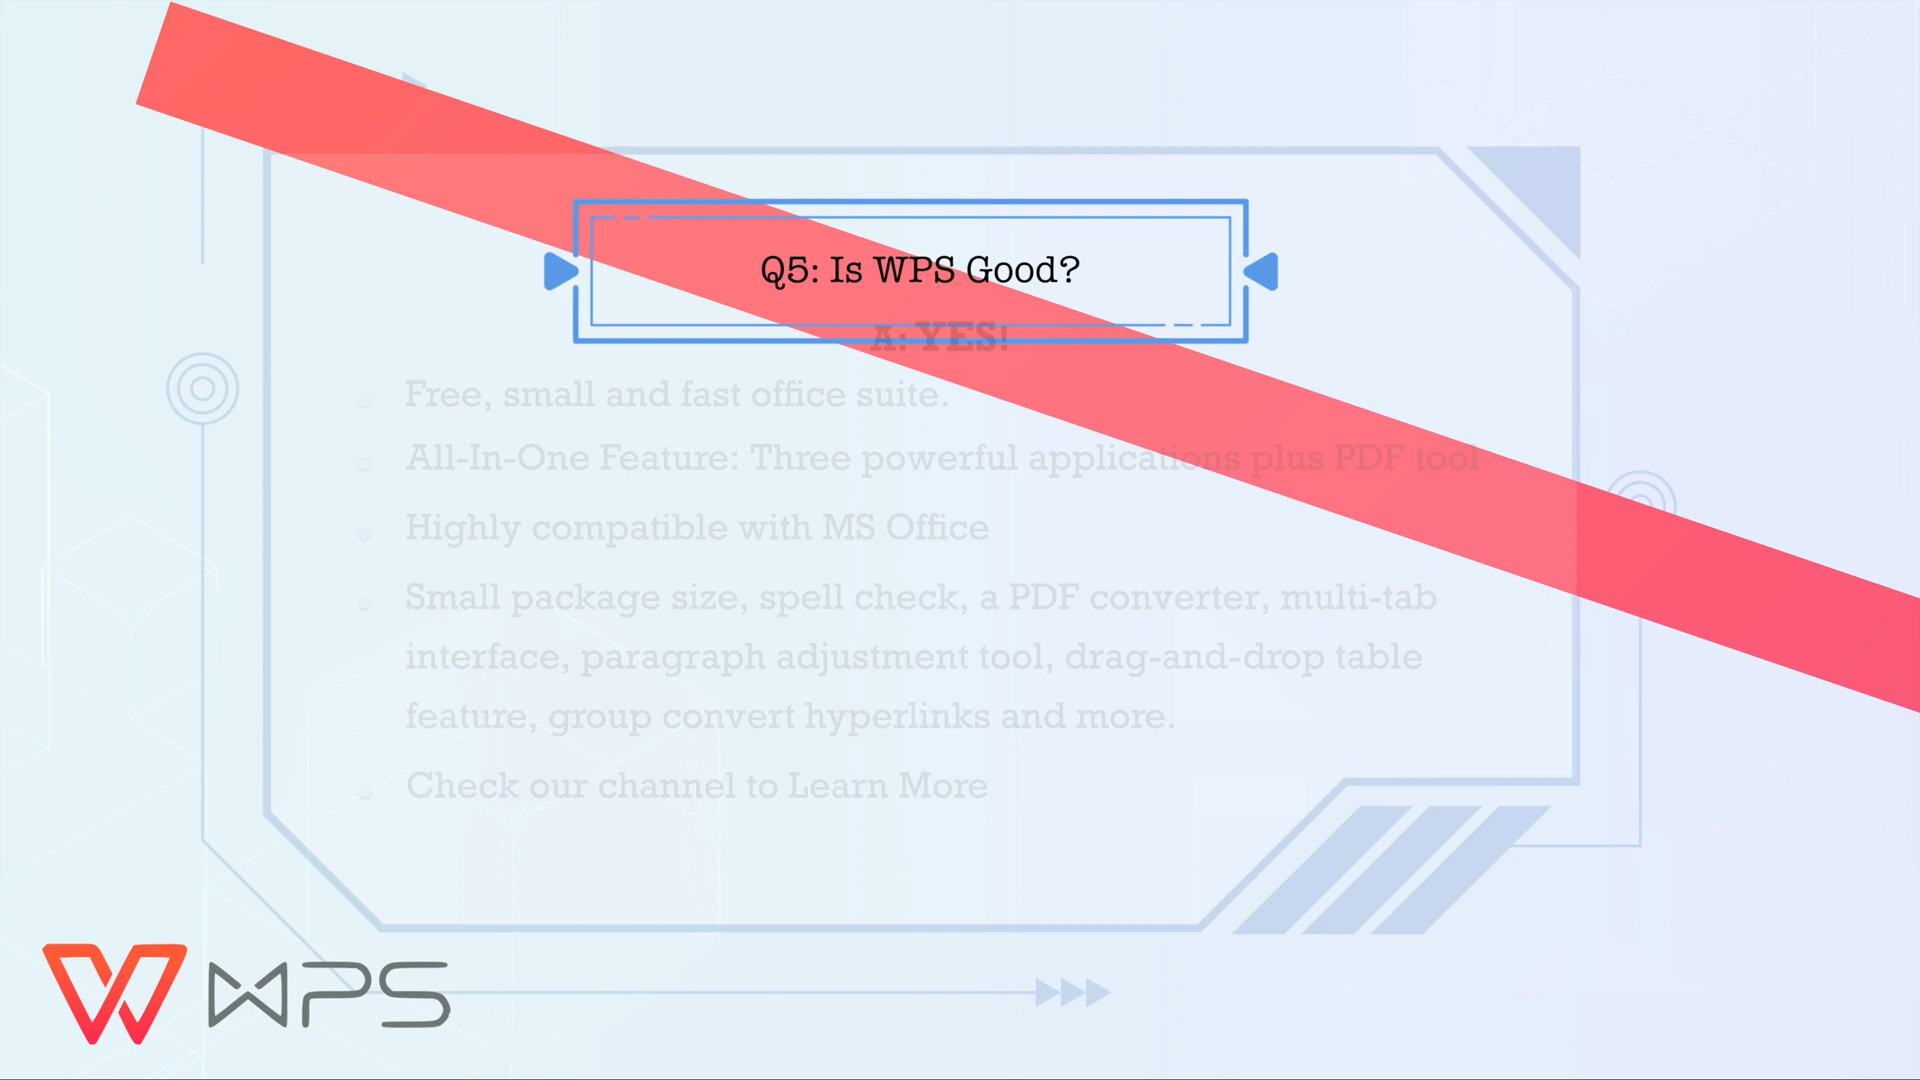 Q5: Is WPS Good?
A: YES!
Free, small and fast office suite.
All-In-One Feature: Three powerful applications plus PDF tool
Highly compatible with MS Office
Small package size, spell check, a PDF converter, multi-tab
interface, paragraph adjustment tool, drag-and-drop table
feature, group convert hyperlinks and more.
Check our channel to Learn More
WPS